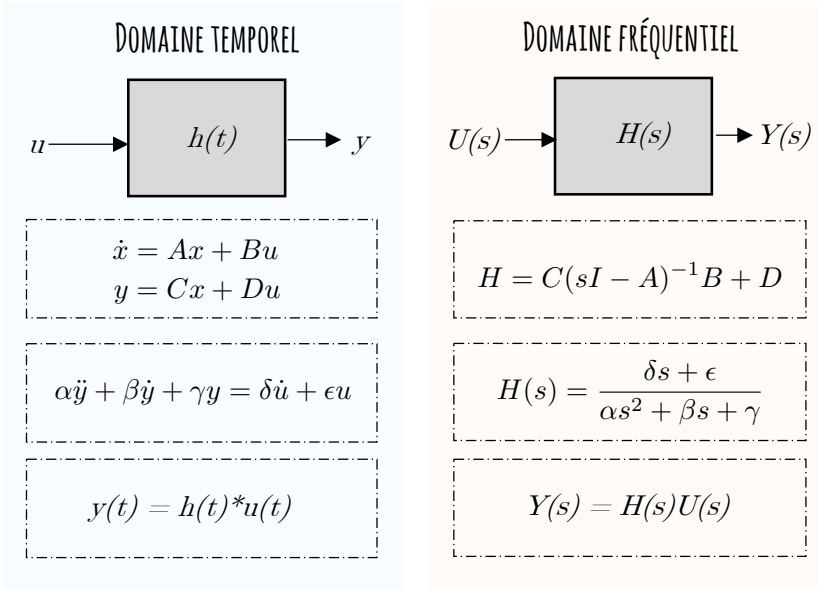 Domaine temporel
u
h(t)
y
ẋ = Ax + Bu
y = Cx + Du
αÿ + βẏ + γy = δu̇ + ϵu
y(t) = h(t)*u(t)
Domaine fréquentiel
U(s)
H(s)
Y(s)
H = C(sI − A)⁻¹B + D
H(s) = (δs + ϵ) / (αs² + βs + γ)
Y(s) = H(s)U(s)